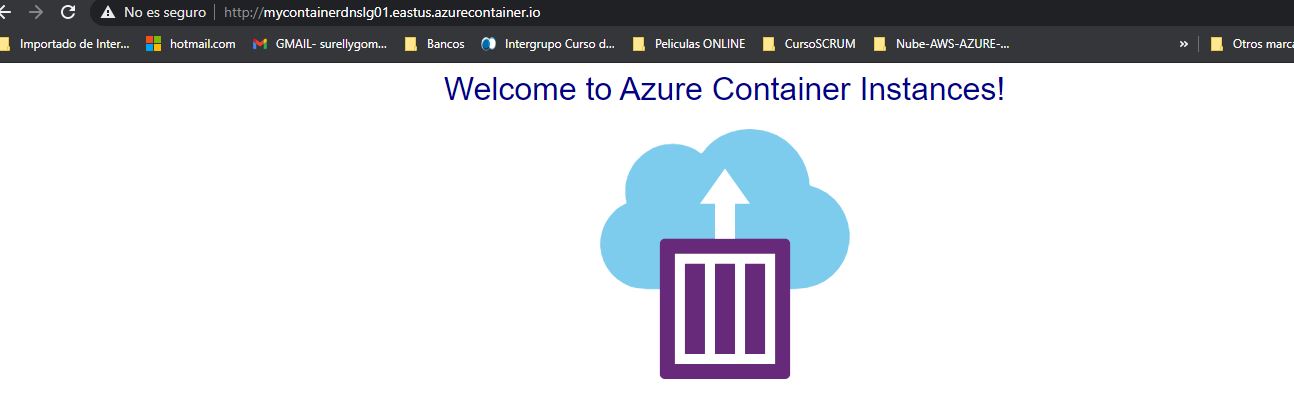 No es seguro http://mycontainerdnslg01.eastus.azurecontainer.io
Importado de Inter... hotmail.com GMAIL- surellygom... Bancos Intergrupo Curso d... Peliculas ONLINE CursoSCRUM Nube-AWS-AZURE-... » Otros marca
Welcome to Azure Container Instances!